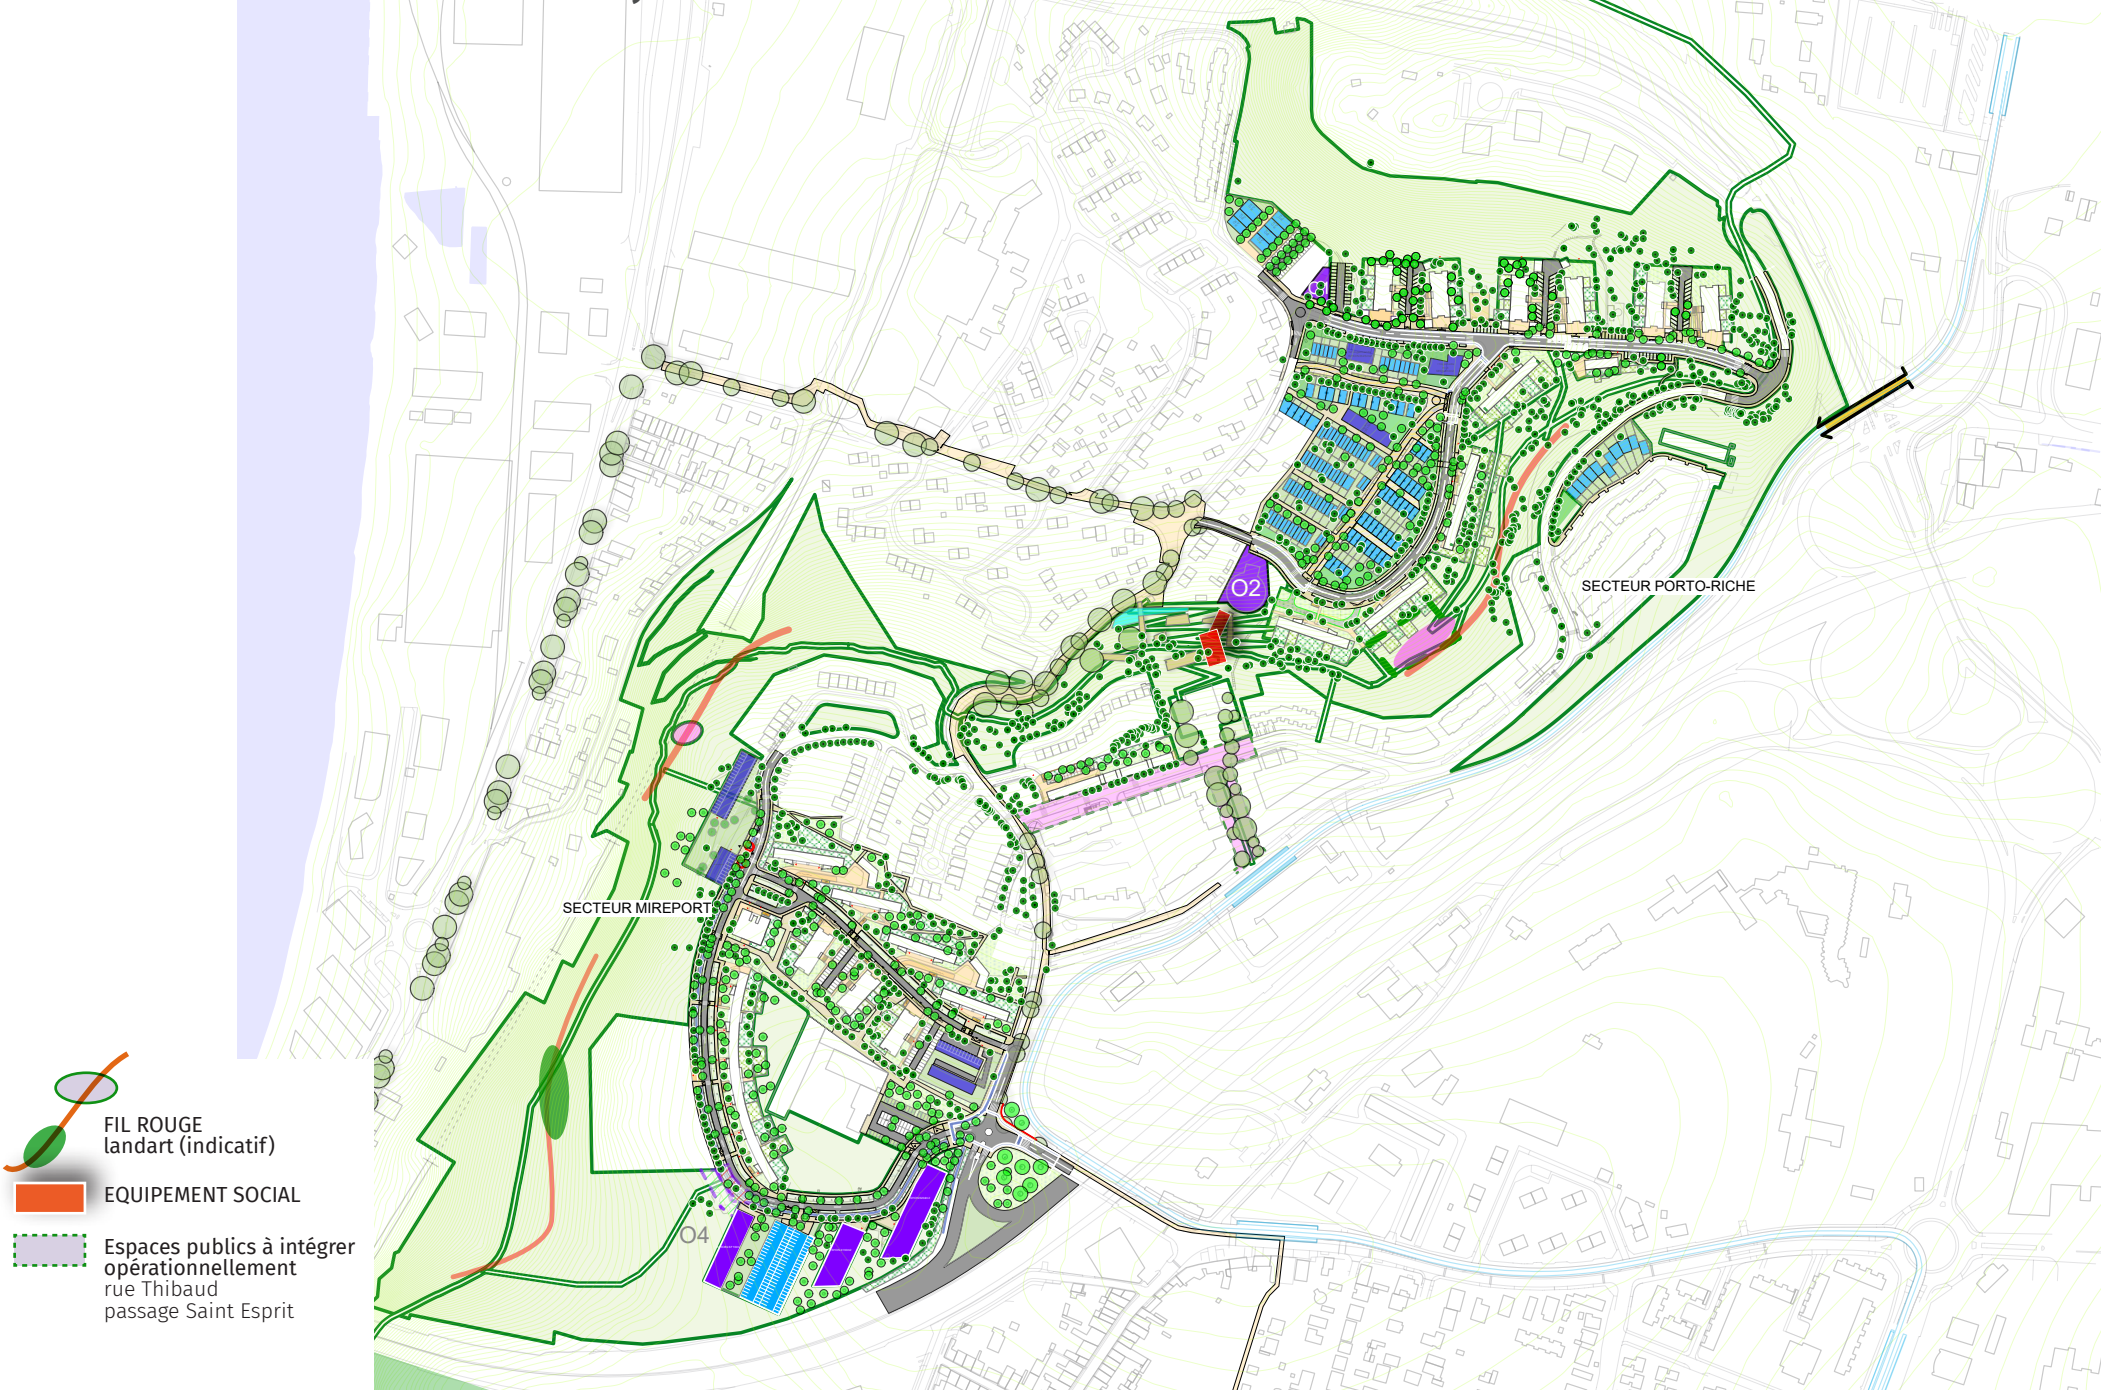 O2
SECTEUR PORTO-RICHE
SECTEUR MIREPORT
O4
FIL ROUGE
landart (indicatif)
EQUIPEMENT SOCIAL
Espaces publics à intégrer
opérationnellement
rue Thibaud
passage Saint Esprit